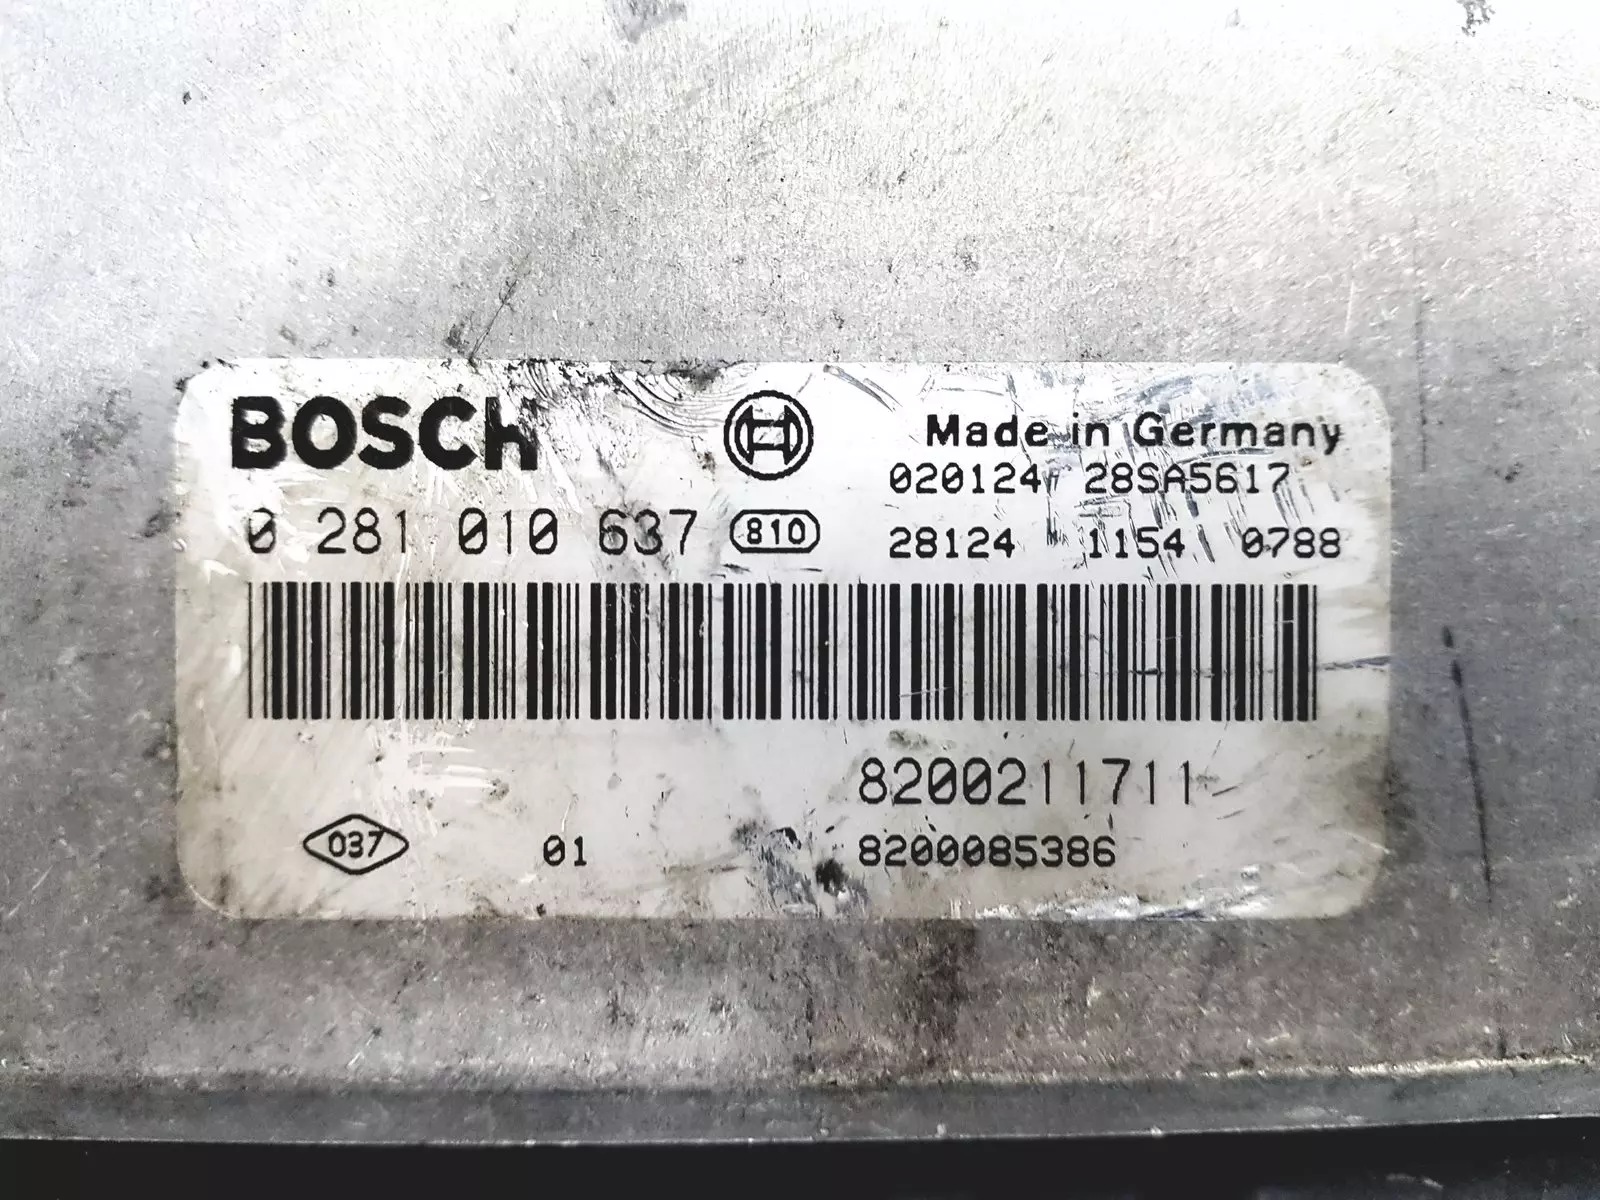 BOSCH
Made in Germany
020124 28SA5617
0 281 010 637 810
28124 1154 0788
8200211711
037 01 8200085386